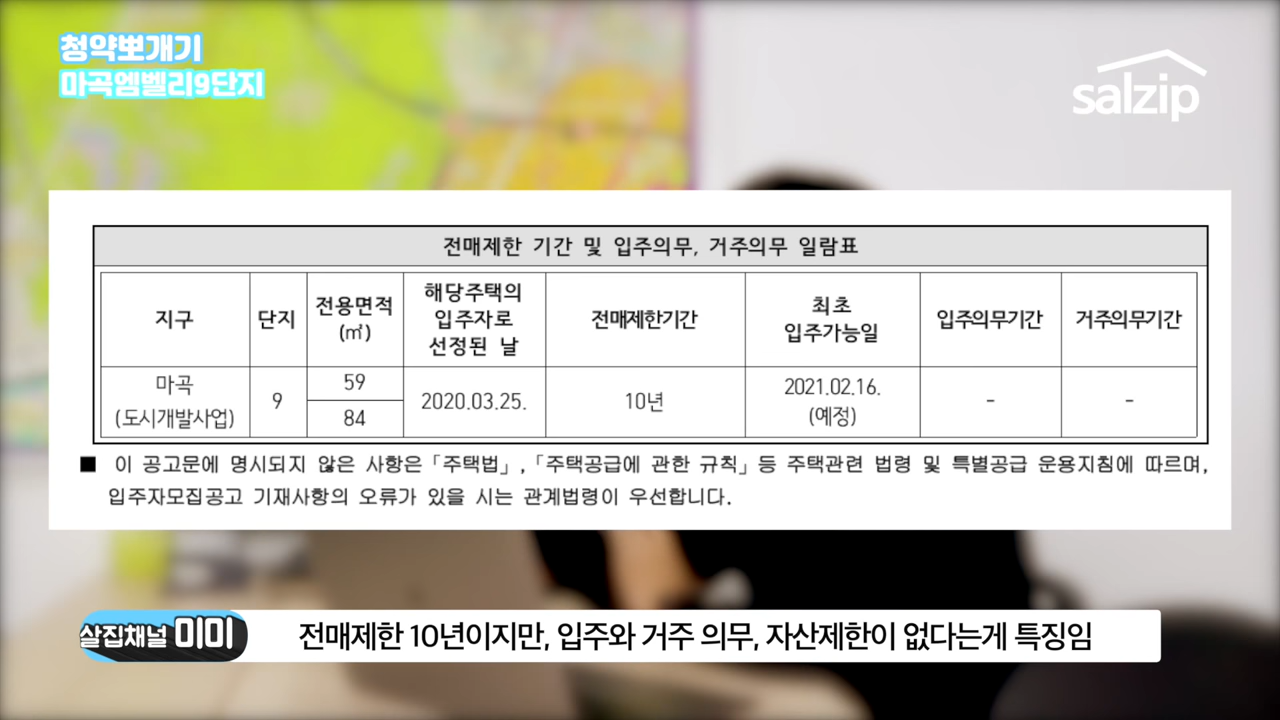 청약뽀개기
마곡엠벨리9단지
salzip
전매제한 기간 및 입주의무, 거주의무 일람표
지구
단지
전용면적
(㎡)
해당주택의
입주자로
선정된 날
전매제한기간
최초
입주가능일
입주의무기간
거주의무기간
마곡
(도시개발사업)
9
59
84
2020.03.25.
10년
2021.02.16.
(예정)
-
-
■ 이 공고문에 명시되지 않은 사항은「주택법」,「주택공급에 관한 규칙」등 주택관련 법령 및 특별공급 운용지침에 따르며,
입주자모집공고 기재사항의 오류가 있을 시는 관계법령이 우선합니다.
살집채널 미미
전매제한 10년이지만, 입주와 거주 의무, 자산제한이 없다는게 특징임